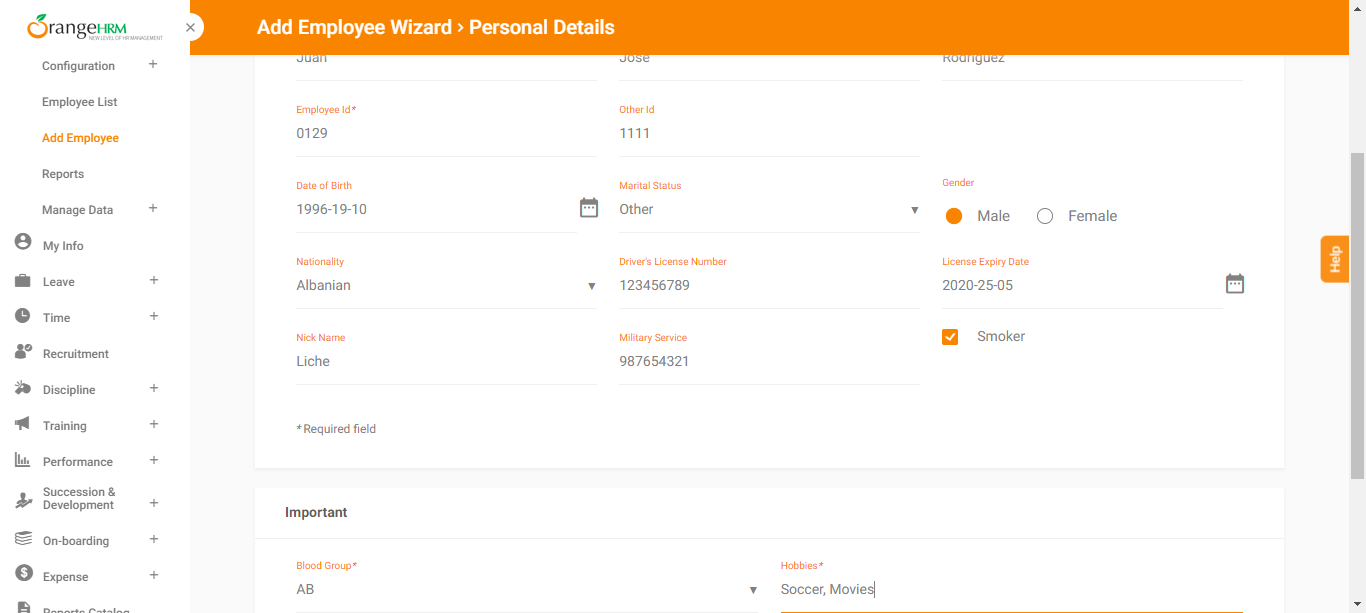 OrangeHRM
NEW LEVEL OF HR MANAGEMENT
Configuration +
Employee List
Add Employee
Reports
Manage Data +
My Info
Leave +
Time +
Recruitment
Discipline +
Training +
Performance +
Succession &
Development +
On-boarding +
Expense +
Reports Catalog
Add Employee Wizard › Personal Details
Juan Jose Rodriguez
Employee Id* Other Id
0129 1111
Date of Birth Marital Status Gender
1996-19-10 Other Male Female
Nationality Driver's License Number License Expiry Date
Albanian 123456789 2020-25-05
Nick Name Military Service Smoker
Liche 987654321
* Required field
Important
Blood Group* Hobbies*
AB Soccer, Movies
Help